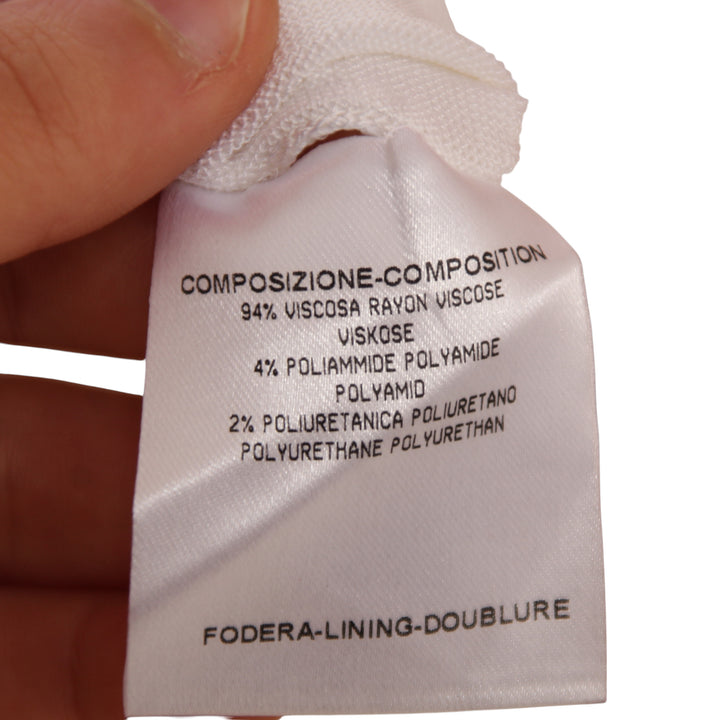 COMPOSIZIONE-COMPOSITION
94% VISCOSA RAYON VISCOSE
VISKOSE
4% POLIAMMIDE POLYAMIDE
POLYAMID
2% POLIURETANICA POLIURETANO
POLYURETHANE POLYURETHAN
FODERA-LINING-DOUBLURE